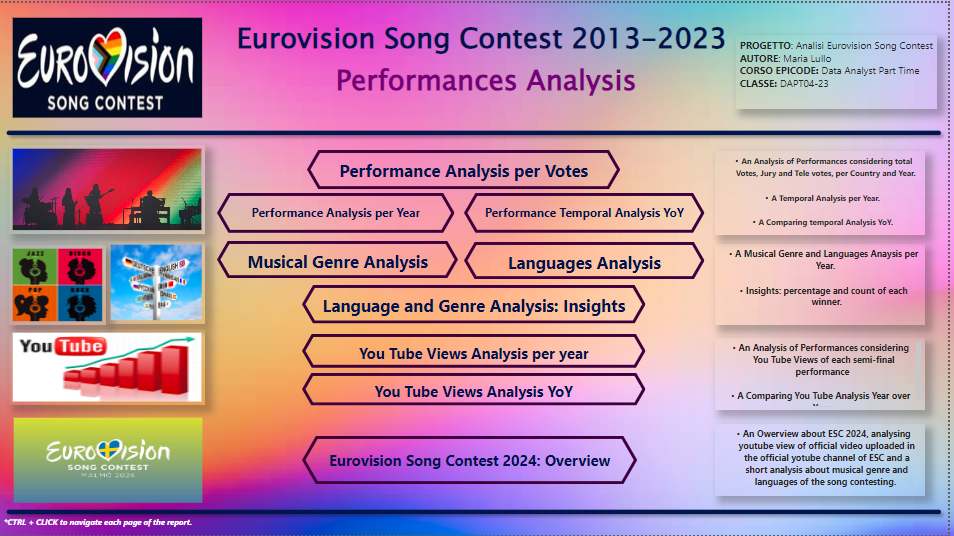 EUROVISION
SONG CONTEST
Eurovision Song Contest 2013-2023
Performances Analysis
PROGETTO: Analisi Eurovision Song Contest
AUTORE: Maria Lullo
CORSO EPICODE: Data Analyst Part Time
CLASSE: DAPT04-23
Performance Analysis per Votes
Performance Analysis per Year
Performance Temporal Analysis YoY
• An Analysis of Performances considering total
Votes, Jury and Tele votes, per Country and Year.
• A Temporal Analysis per Year.
• A Comparing temporal Analysis YoY.
JAZZ
DISCO
POP
ROCK
DEUTSCH
ENGLISH
Musical Genre Analysis
Languages Analysis
Language and Genre Analysis: Insights
• A Musical Genre and Languages Anaysis per
Year.
• Insights: percentage and count of each
winner.
You Tube
You Tube Views Analysis per year
You Tube Views Analysis YoY
• An Analysis of Performances considering
You Tube Views of each semi-final
performance
• A Comparing You Tube Analysis Year over
EUROVISION
SONG CONTEST
MALMÖ 2024
Eurovision Song Contest 2024: Overview
• An Owerview about ESC 2024, analysing
youtube view of official video uploaded in
the official yotube channel of ESC and a
short analysis about musical genre and
languages of the song contesting.
*CTRL + CLICK to navigate each page of the report.